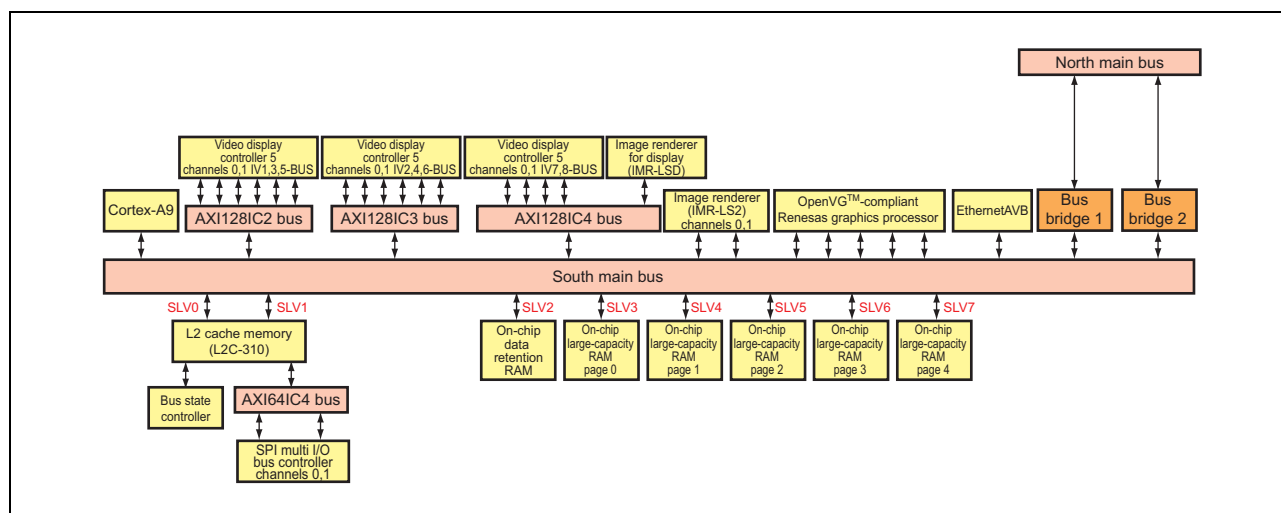 North main bus
Video display
controller 5
channels 0,1 IV1,3,5-BUS
Video display
controller 5
channels 0,1 IV2,4,6-BUS
Video display
controller 5
channels 0,1 IV7,8-BUS
Image renderer
for display
(IMR-LSD)
Cortex-A9
AXI128IC2 bus
AXI128IC3 bus
AXI128IC4 bus
Image renderer
(IMR-LS2)
channels 0,1
OpenVG™-compliant
Renesas graphics processor
EthernetAVB
Bus
bridge 1
Bus
bridge 2
South main bus
SLV0
SLV1
SLV2
SLV3
SLV4
SLV5
SLV6
SLV7
L2 cache memory
(L2C-310)
On-chip
data
retention
RAM
On-chip
large-capacity
RAM
page 0
On-chip
large-capacity
RAM
page 1
On-chip
large-capacity
RAM
page 2
On-chip
large-capacity
RAM
page 3
On-chip
large-capacity
RAM
page 4
Bus state
controller
AXI64IC4 bus
SPI multi I/O
bus controller
channels 0,1